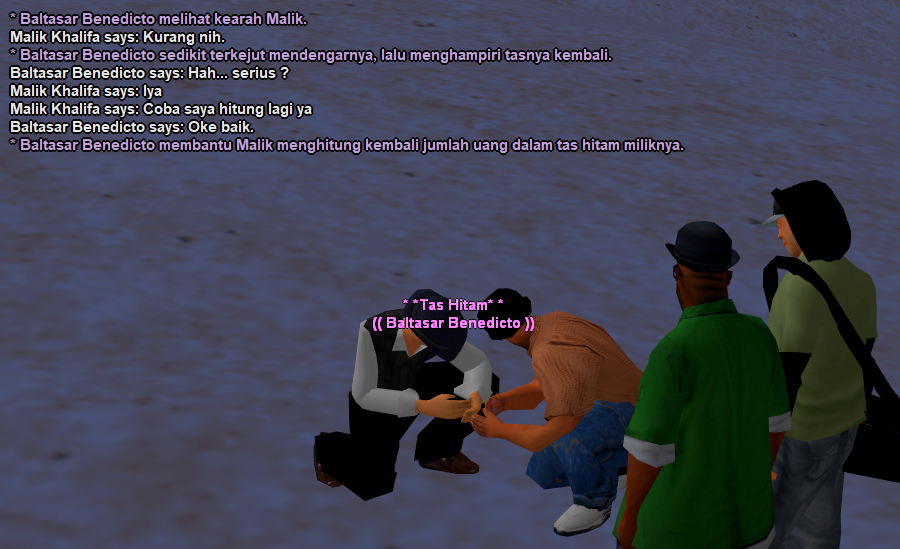 * Baltasar Benedicto melihat kearah Malik.
Malik Khalifa says: Kurang nih.
* Baltasar Benedicto sedikit terkejut mendengarnya, lalu menghampiri tasnya kembali.
Baltasar Benedicto says: Hah... serius ?
Malik Khalifa says: Iya
Malik Khalifa says: Coba saya hitung lagi ya
Baltasar Benedicto says: Oke baik.
* Baltasar Benedicto membantu Malik menghitung kembali jumlah uang dalam tas hitam miliknya.
* *Tas Hitam* *
(( Baltasar Benedicto ))